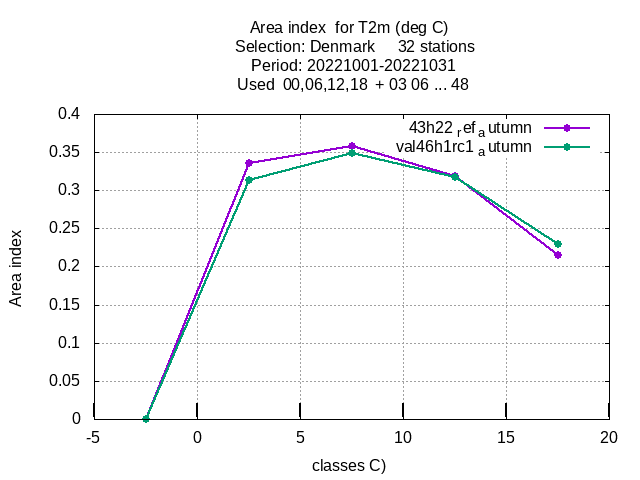 Area index  for T2m (deg C)
Selection: Denmark     32 stations
Period: 20221001-20221031
Used  00,06,12,18  + 03 06 ... 48
43h22 ref autumn
val46h1rc1 autumn
0.4
0.35
0.3
0.25
0.2
0.15
0.1
0.05
0
Area index
-5 0 5 10 15 20
classes C)